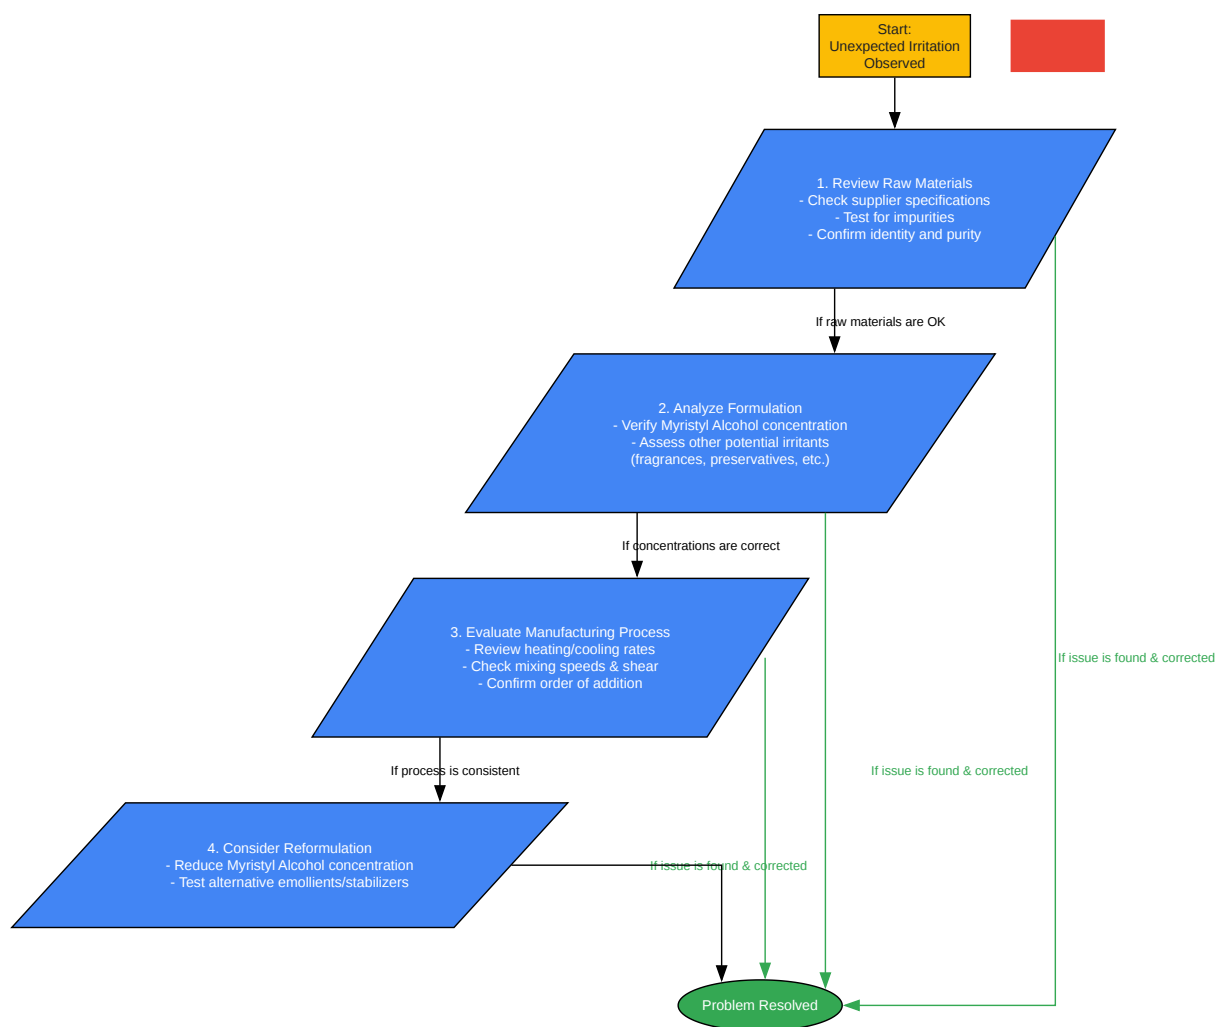 Start:
Unexpected Irritation
Observed
1. Review Raw Materials
- Check supplier specifications
- Test for impurities
- Confirm identity and purity
If raw materials are OK
2. Analyze Formulation
- Verify Myristyl Alcohol concentration
- Assess other potential irritants
(fragrances, preservatives, etc.)
If concentrations are correct
3. Evaluate Manufacturing Process
- Review heating/cooling rates
- Check mixing speeds & shear
- Confirm order of addition
If issue is found & corrected
If process is consistent
If issue is found & corrected
4. Consider Reformulation
- Reduce Myristyl Alcohol concentration
- Test alternative emollients/stabilizers
If issue is found & corrected
Problem Resolved